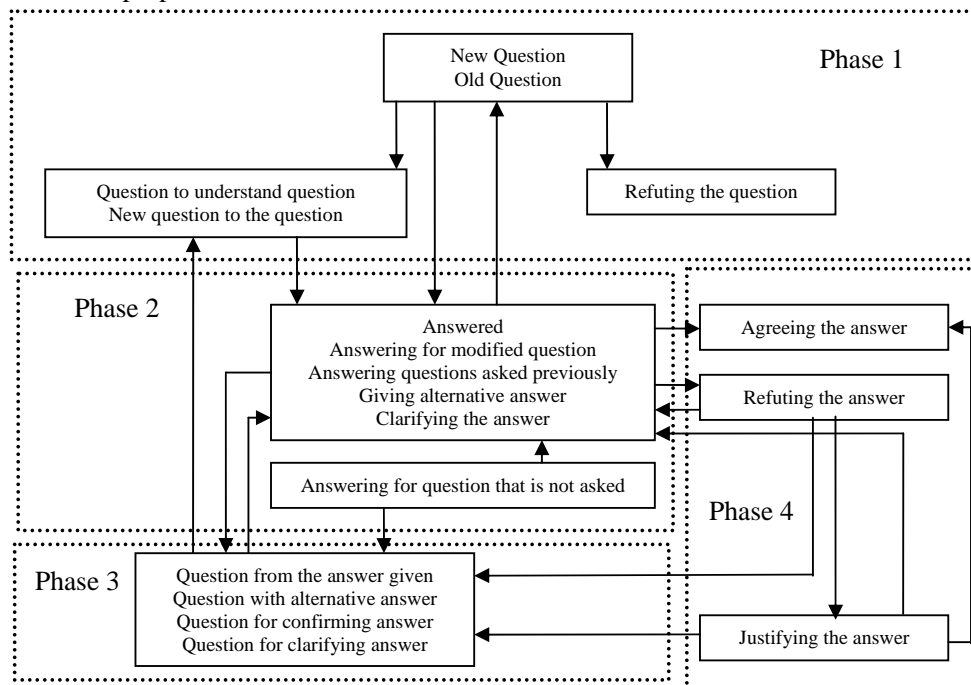 New Question
Old Question
Phase 1
Question to understand question
New question to the question
Refuting the question
Phase 2
Answered
Answering for modified question
Answering questions asked previously
Giving alternative answer
Clarifying the answer
Agreeing the answer
Refuting the answer
Answering for question that is not asked
Phase 4
Phase 3
Question from the answer given
Question with alternative answer
Question for confirming answer
Question for clarifying answer
Justifying the answer